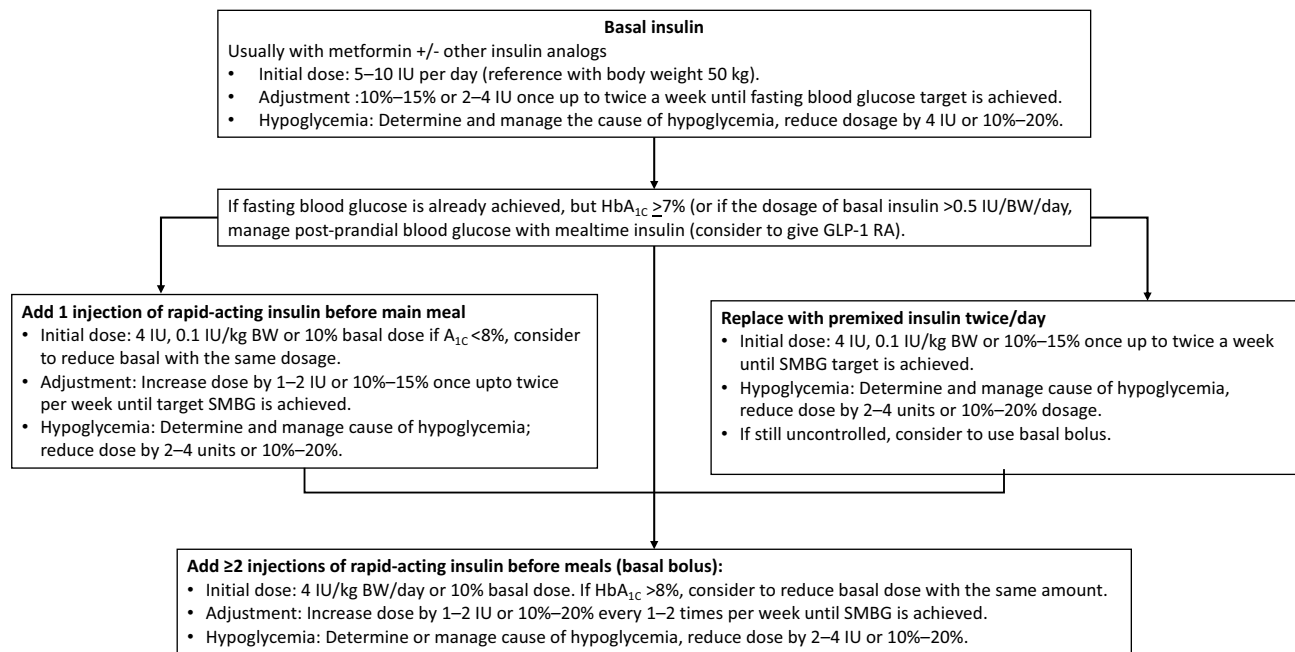 Basal insulin
Usually with metformin +/- other insulin analogs
• Initial dose: 5–10 IU per day (reference with body weight 50 kg).
• Adjustment :10%–15% or 2–4 IU once up to twice a week until fasting blood glucose target is achieved.
• Hypoglycemia: Determine and manage the cause of hypoglycemia, reduce dosage by 4 IU or 10%–20%.
If fasting blood glucose is already achieved, but HbA1C ≥7% (or if the dosage of basal insulin >0.5 IU/BW/day,
manage post-prandial blood glucose with mealtime insulin (consider to give GLP-1 RA).
Add 1 injection of rapid-acting insulin before main meal
• Initial dose: 4 IU, 0.1 IU/kg BW or 10% basal dose if A1C <8%, consider
to reduce basal with the same dosage.
• Adjustment: Increase dose by 1–2 IU or 10%–15% once upto twice
per week until target SMBG is achieved.
• Hypoglycemia: Determine and manage cause of hypoglycemia;
reduce dose by 2–4 units or 10%–20%.
Replace with premixed insulin twice/day
• Initial dose: 4 IU, 0.1 IU/kg BW or 10%–15% once up to twice a week
until SMBG target is achieved.
• Hypoglycemia: Determine and manage cause of hypoglycemia,
reduce dose by 2–4 units or 10%–20% dosage.
• If still uncontrolled, consider to use basal bolus.
Add ≥2 injections of rapid-acting insulin before meals (basal bolus):
• Initial dose: 4 IU/kg BW/day or 10% basal dose. If HbA1C >8%, consider to reduce basal dose with the same amount.
• Adjustment: Increase dose by 1–2 IU or 10%–20% every 1–2 times per week until SMBG is achieved.
• Hypoglycemia: Determine or manage cause of hypoglycemia, reduce dose by 2–4 IU or 10%–20%.